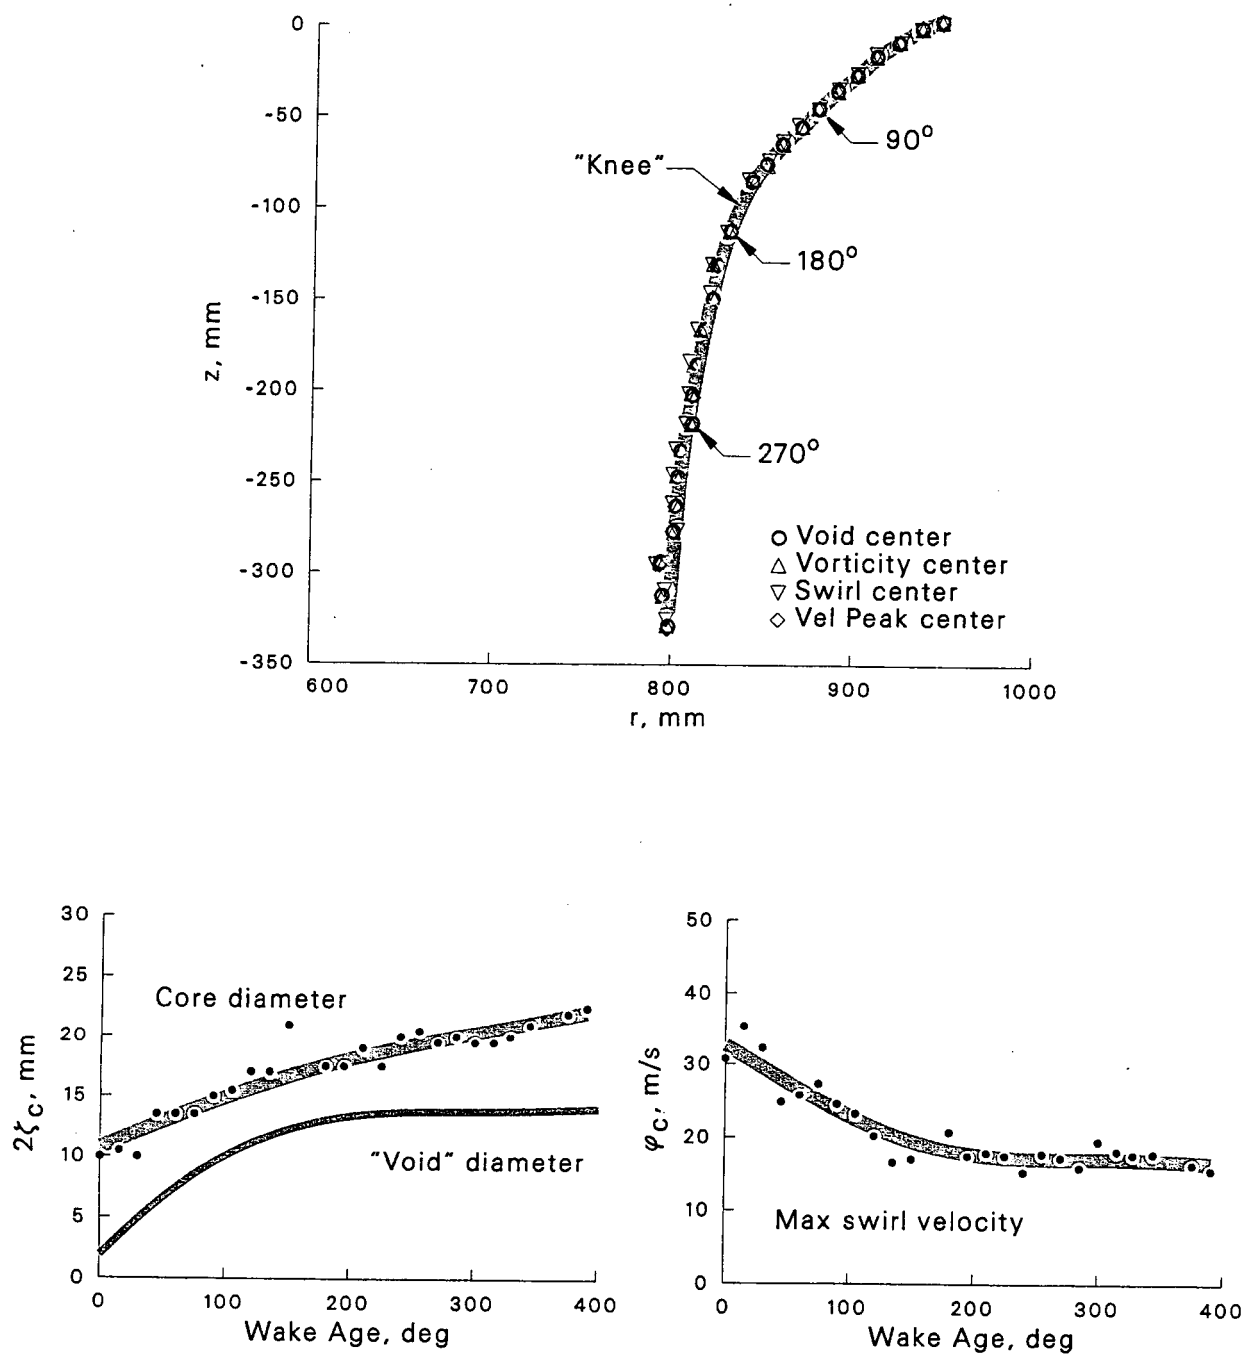 0
-50
-100
-150
-200
-250
-300
-350
z, mm
"Knee"
90°
180°
270°
Void center
Vorticity center
Swirl center
Vel Peak center
600 700 800 900 1000
r, mm
30
25
20
15
10
5
0
2ζc, mm
Core diameter
"Void" diameter
0 100 200 300 400
Wake Age, deg
50
40
30
20
10
0
φc, m/s
Max swirl velocity
0 100 200 300 400
Wake Age, deg